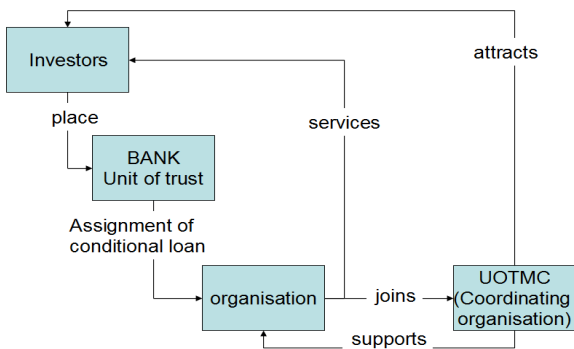 Investors
attracts
place
services
BANK
Unit of trust
Assignment of
conditional loan
organisation
joins
UOTMC
(Coordinating
organisation)
supports